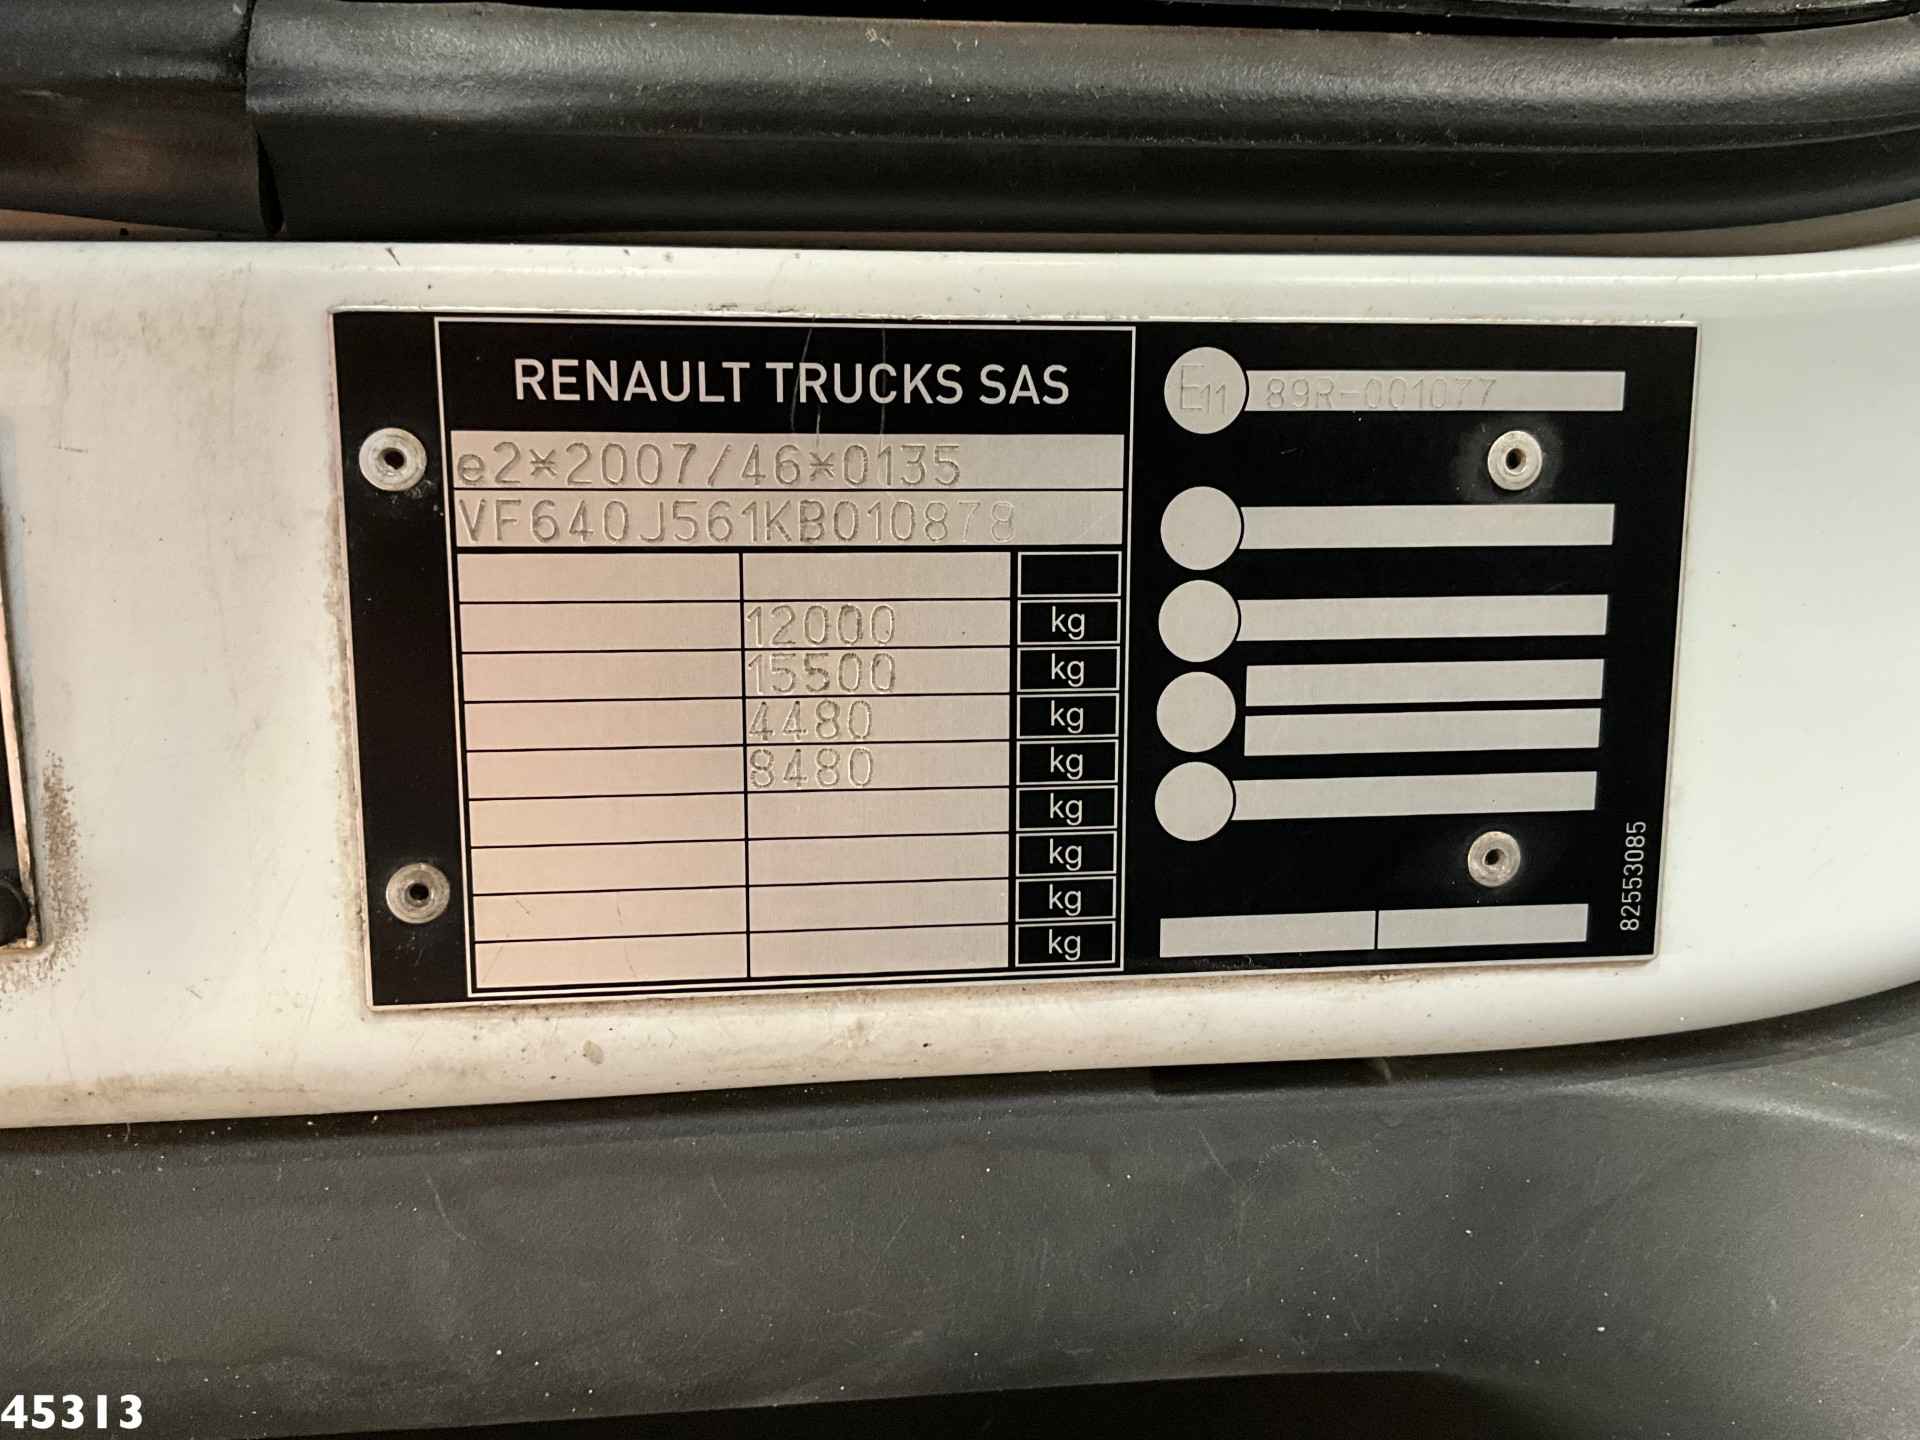 RENAULT TRUCKS SAS
e2*2007/46*0135
VF640J561KB010878
12000 kg
15500 kg
4480 kg
8480 kg
kg
kg
kg
kg
E11 89R-001077
82553085
45313